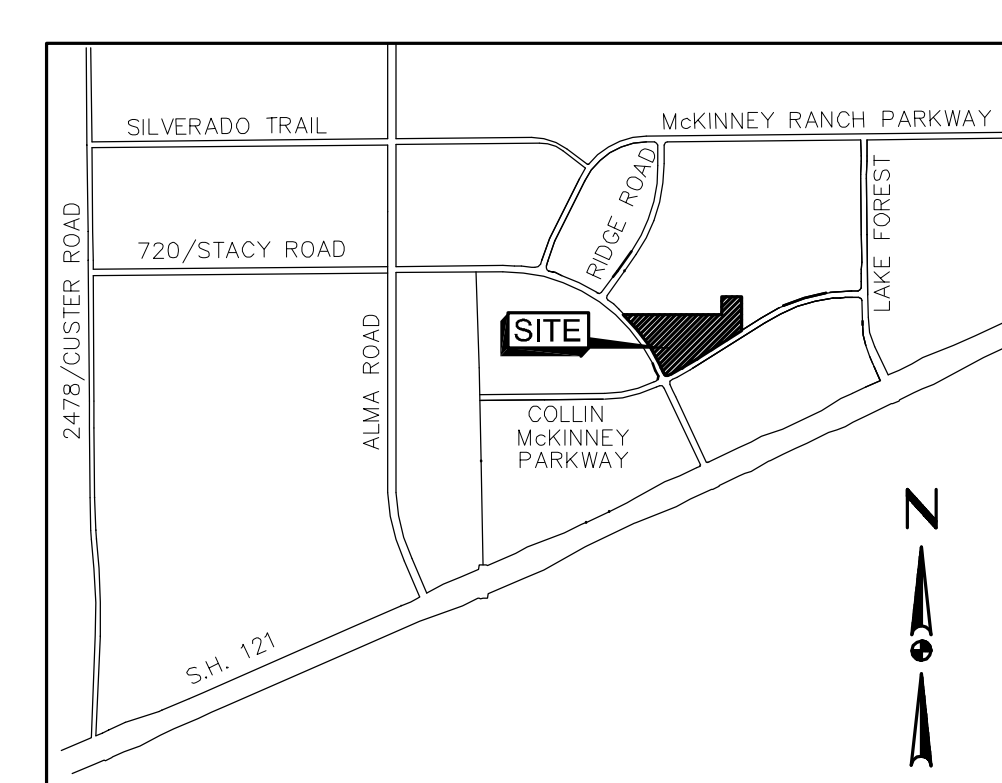 SILVERADO TRAIL
McKINNEY RANCH PARKWAY
RIDGE ROAD
LAKE FOREST
2478/CUSTER ROAD
720/STACY ROAD
ALMA ROAD
SITE
COLLIN
McKINNEY
PARKWAY
N
S.H. 121